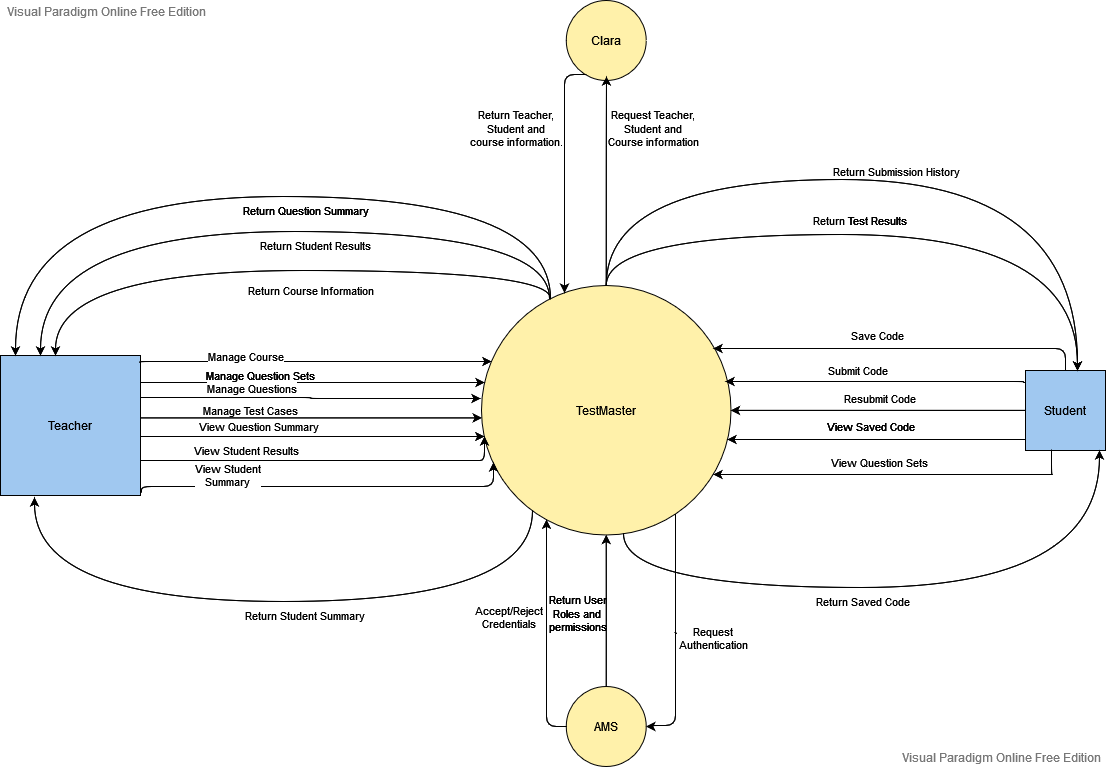 Visual Paradigm Online Free Edition
Clara
Return Teacher,
Student and
course information.
Request Teacher,
Student and
Course information
Return Submission History
Return Question Summary
Return Test Results
Return Student Results
Return Course Information
Save Code
Manage Course
Submit Code
Manage Question Sets
Manage Questions
Resubmit Code
Manage Test Cases
TestMaster
Student
Teacher
View Question Summary
View Saved Code
View Student Results
View Question Sets
View Student
Summary
Return Student Summary
Accept/Reject
Credentials
Return User
Roles and
permissions
Return Saved Code
Request
Authentication
AMS
Visual Paradigm Online Free Edition